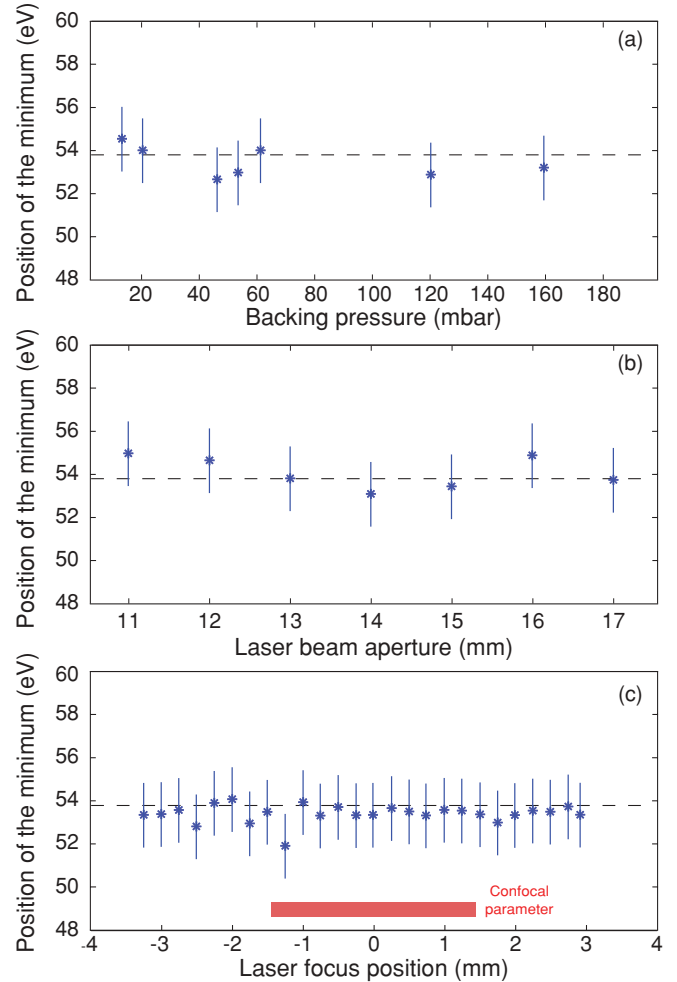 60
(a)
58
56
54
52
50
48
20 40 60 80 100 120 140 160 180
Position of the minimum (eV)
Backing pressure (mbar)
60
(b)
58
56
54
52
50
48
11 12 13 14 15 16 17
Position of the minimum (eV)
Laser beam aperture (mm)
60
(c)
58
56
54
52
50
48
Confocal
parameter
-4 -3 -2 -1 0 1 2 3 4
Position of the minimum (eV)
Laser focus position (mm)